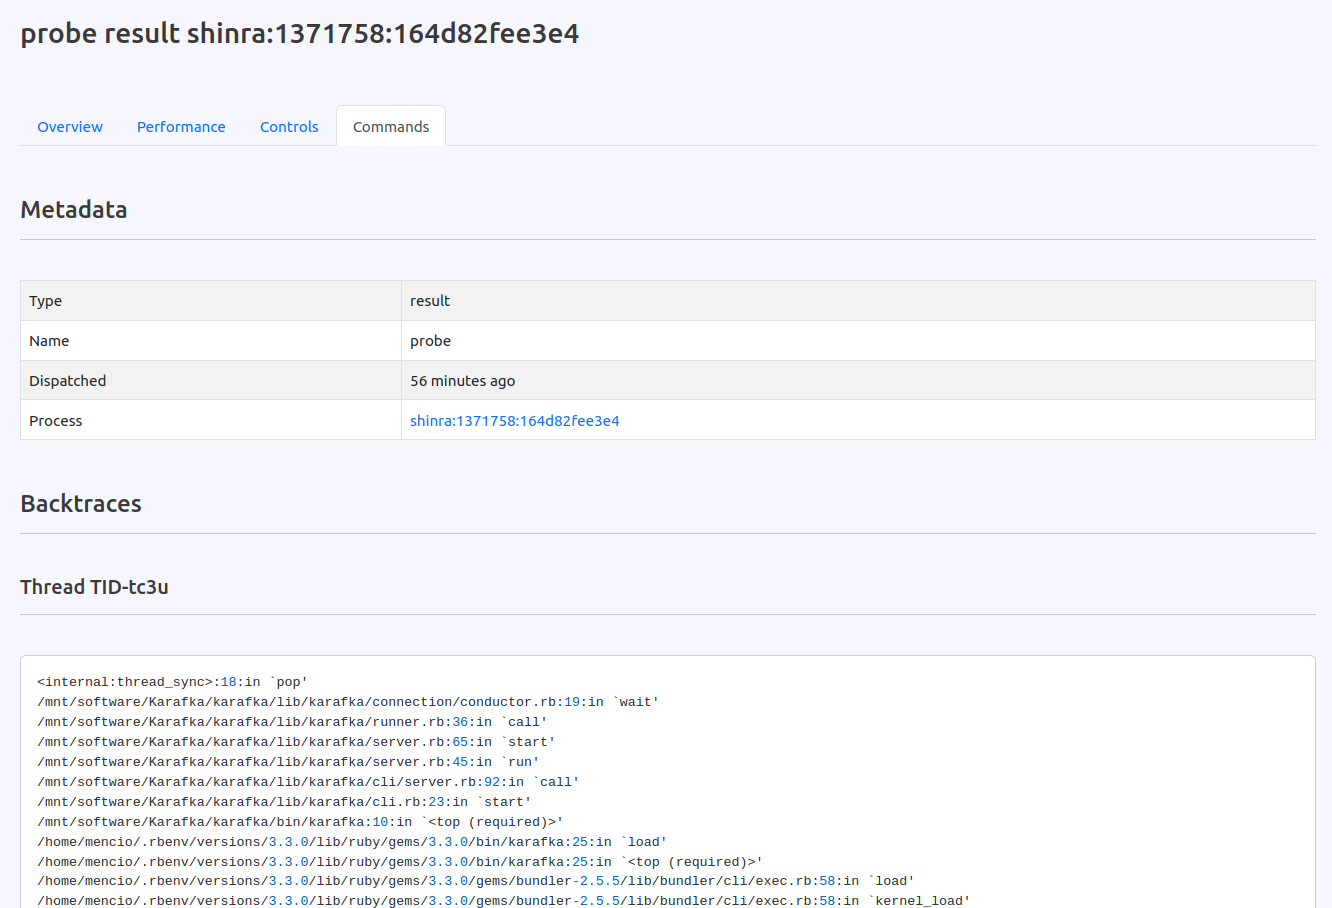 probe result shinra:1371758:164d82fee3e4
Overview Performance Controls Commands
Metadata
Type result
Name probe
Dispatched 56 minutes ago
Process shinra:1371758:164d82fee3e4
Backtraces
Thread TID-tc3u
<internal:thread_sync>:18:in `pop'
/mnt/software/Karafka/karafka/lib/karafka/connection/conductor.rb:19:in `wait'
/mnt/software/Karafka/karafka/lib/karafka/runner.rb:36:in `call'
/mnt/software/Karafka/karafka/lib/karafka/server.rb:65:in `start'
/mnt/software/Karafka/karafka/lib/karafka/server.rb:45:in `run'
/mnt/software/Karafka/karafka/lib/karafka/cli/server.rb:92:in `call'
/mnt/software/Karafka/karafka/lib/karafka/cli.rb:23:in `start'
/mnt/software/Karafka/karafka/bin/karafka:10:in `<top (required)>'
/home/mencio/.rbenv/versions/3.3.0/lib/ruby/gems/3.3.0/bin/karafka:25:in `load'
/home/mencio/.rbenv/versions/3.3.0/lib/ruby/gems/3.3.0/bin/karafka:25:in `<top (required)>'
/home/mencio/.rbenv/versions/3.3.0/lib/ruby/gems/3.3.0/gems/bundler-2.5.5/lib/bundler/cli/exec.rb:58:in `load'
/home/mencio/.rbenv/versions/3.3.0/lib/ruby/gems/3.3.0/gems/bundler-2.5.5/lib/bundler/cli/exec.rb:58:in `kernel_load'